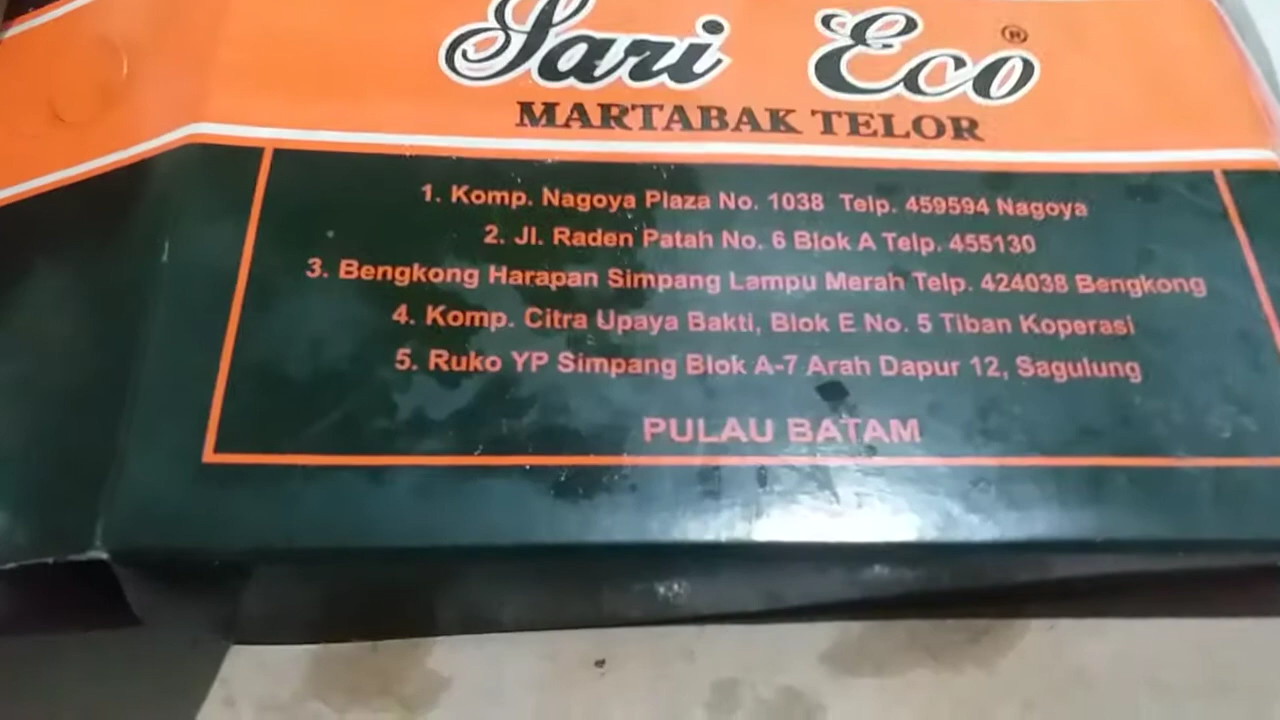 Sari Eco ®
MARTABAK TELOR
1. Komp. Nagoya Plaza No. 1038 Telp. 459594 Nagoya
2. Jl. Raden Patah No. 6 Blok A Telp. 455130
3. Bengkong Harapan Simpang Lampu Merah Telp. 424038 Bengkong
4. Komp. Citra Upaya Bakti, Blok E No. 5 Tiban Koperasi
5. Ruko YP Simpang Blok A-7 Arah Dapur 12, Sagulung
PULAU BATAM